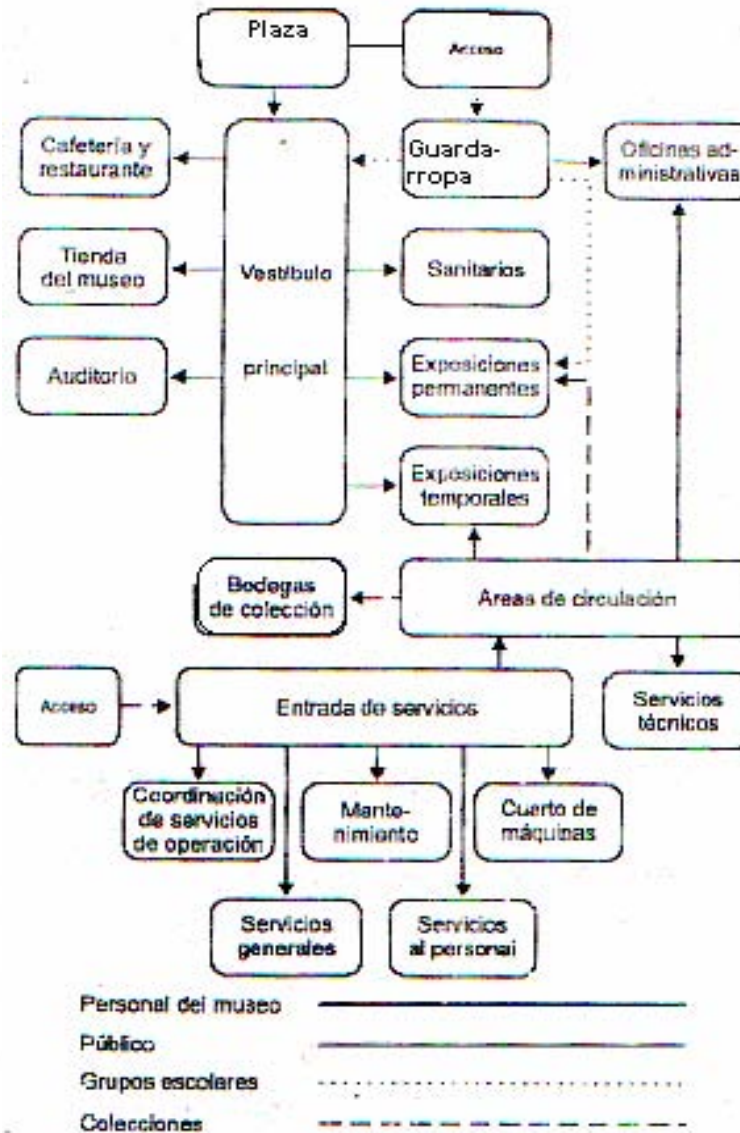 Plaza
Acceso
Cafetería y
restaurante
Guarda-
rropa
Oficinas ad-
ministrativas
Tienda
del museo
Vestíbulo
principal
Sanitarios
Auditorio
Exposiciones
permanentes
Exposiciones
temporales
Bodegas
de colección
Areas de circulación
Acceso
Entrada de servicios
Servicios
técnicos
Coordinación
de servicios
de operación
Mante-
nimiento
Cuerto de
máquinas
Servicios
generales
Servicios
al personal
Personal del museo
Público
Grupos escolares
Colecciones